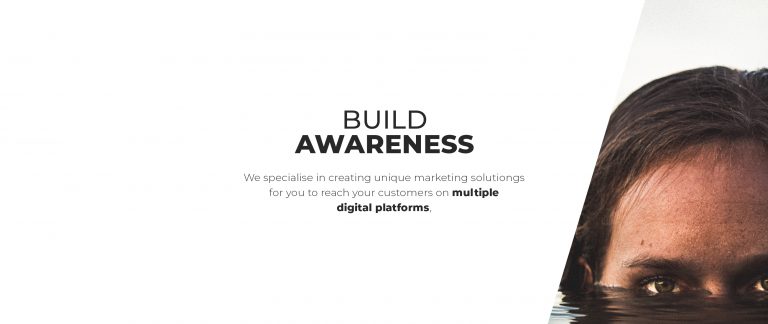 BUILD
AWARENESS
We specialise in creating unique marketing solutiongs
for you to reach your customers on multiple
digital platforms,